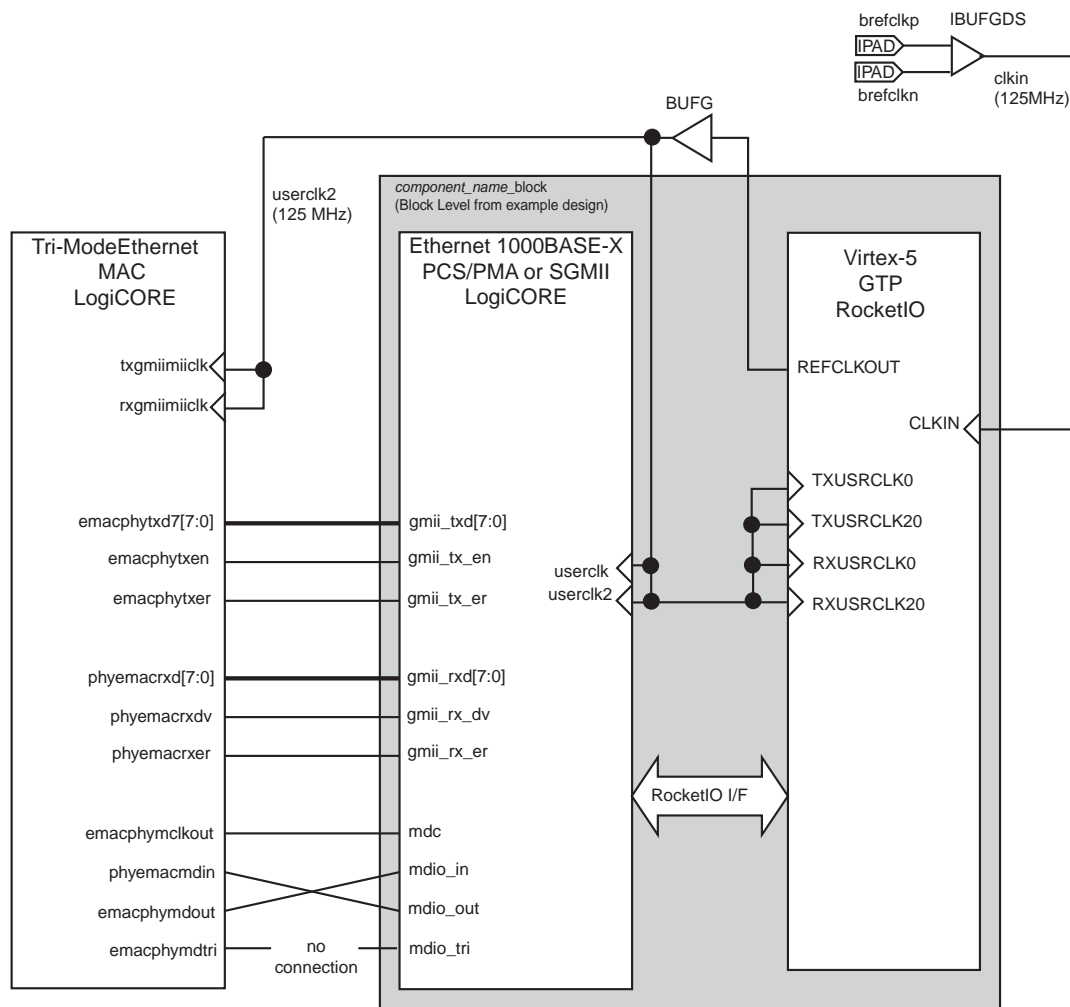 brefclkp
IBUFGDS
IPAD
IPAD
brefclkn
clkin
(125MHz)
BUFG
userclk2
(125 MHz)
component_name_block
(Block Level from example design)
Tri-ModeEthernet
MAC
LogiCORE
Ethernet 1000BASE-X
PCS/PMA or SGMII
LogiCORE
Virtex-5
GTP
RocketIO
txgmiimiiclk
rxgmiimiiclk
REFCLKOUT
CLKIN
TXUSRCLK0
TXUSRCLK20
RXUSRCLK0
RXUSRCLK20
emacphytxd7[7:0]
gmii_txd[7:0]
emacphytxen
gmii_tx_en
emacphytxer
gmii_tx_er
userclk
userclk2
phyemacrxd[7:0]
gmii_rxd[7:0]
phyemacrxdv
gmii_rx_dv
phyemacrxer
gmii_rx_er
RocketIO I/F
emacphymclkout
mdc
phyemacmdin
mdio_in
emacphymdout
mdio_out
emacphymdtri
no
connection
mdio_tri